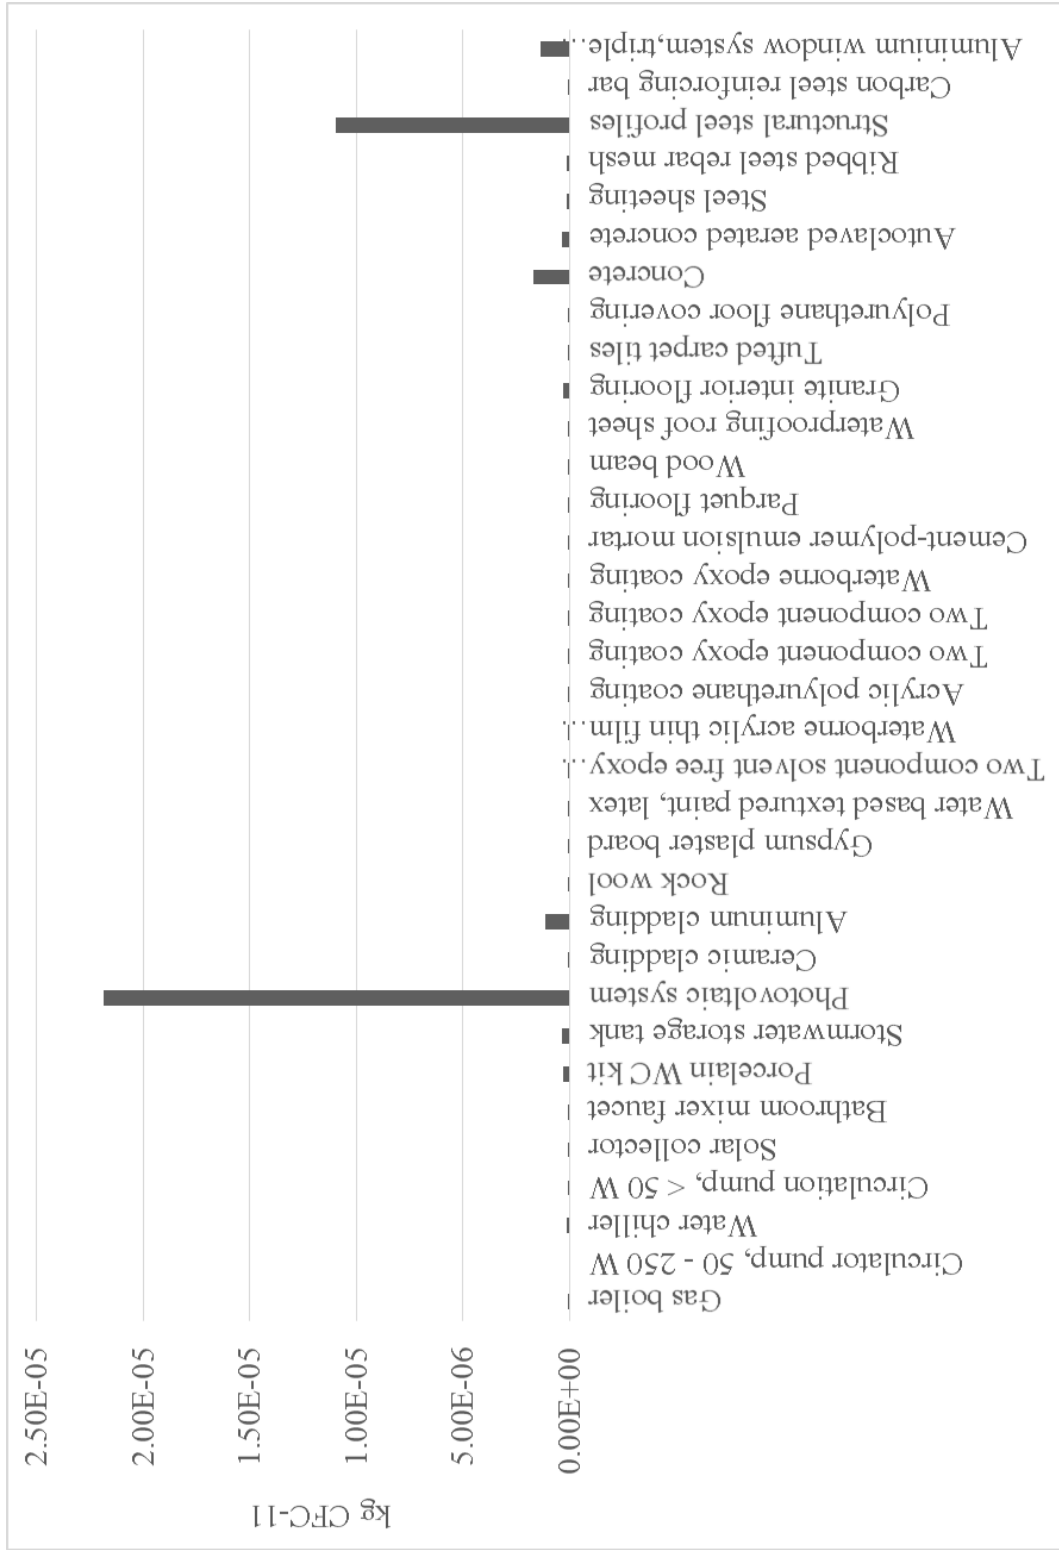 Aluminium window system,triple…
Carbon steel reinforcing bar
Structural steel profiles
Ribbed steel rebar mesh
Steel sheeting
Autoclaved aerated concrete
Concrete
Polyurethane floor covering
Tufted carpet tiles
Granite interior flooring
Waterproofing roof sheet
Wood beam
Parquet flooring
Cement-polymer emulsion mortar
Waterborne epoxy coating
Two component epoxy coating
Two component epoxy coating
Acrylic polyurethane coating
Waterborne acrylic thin film…
Two component solvent free epoxy…
Water based textured paint, latex
Gypsum plaster board
Rock wool
Aluminum cladding
Ceramic cladding
Photovoltaic system
Stormwater storage tank
Porcelain WC kit
Bathroom mixer faucet
Solar collector
Circulation pump, < 50 W
Water chiller
Circulator pump, 50 - 250 W
Gas boiler
2.50E-05
2.00E-05
1.50E-05
1.00E-05
5.00E-06
0.00E+00
kg CFC-11